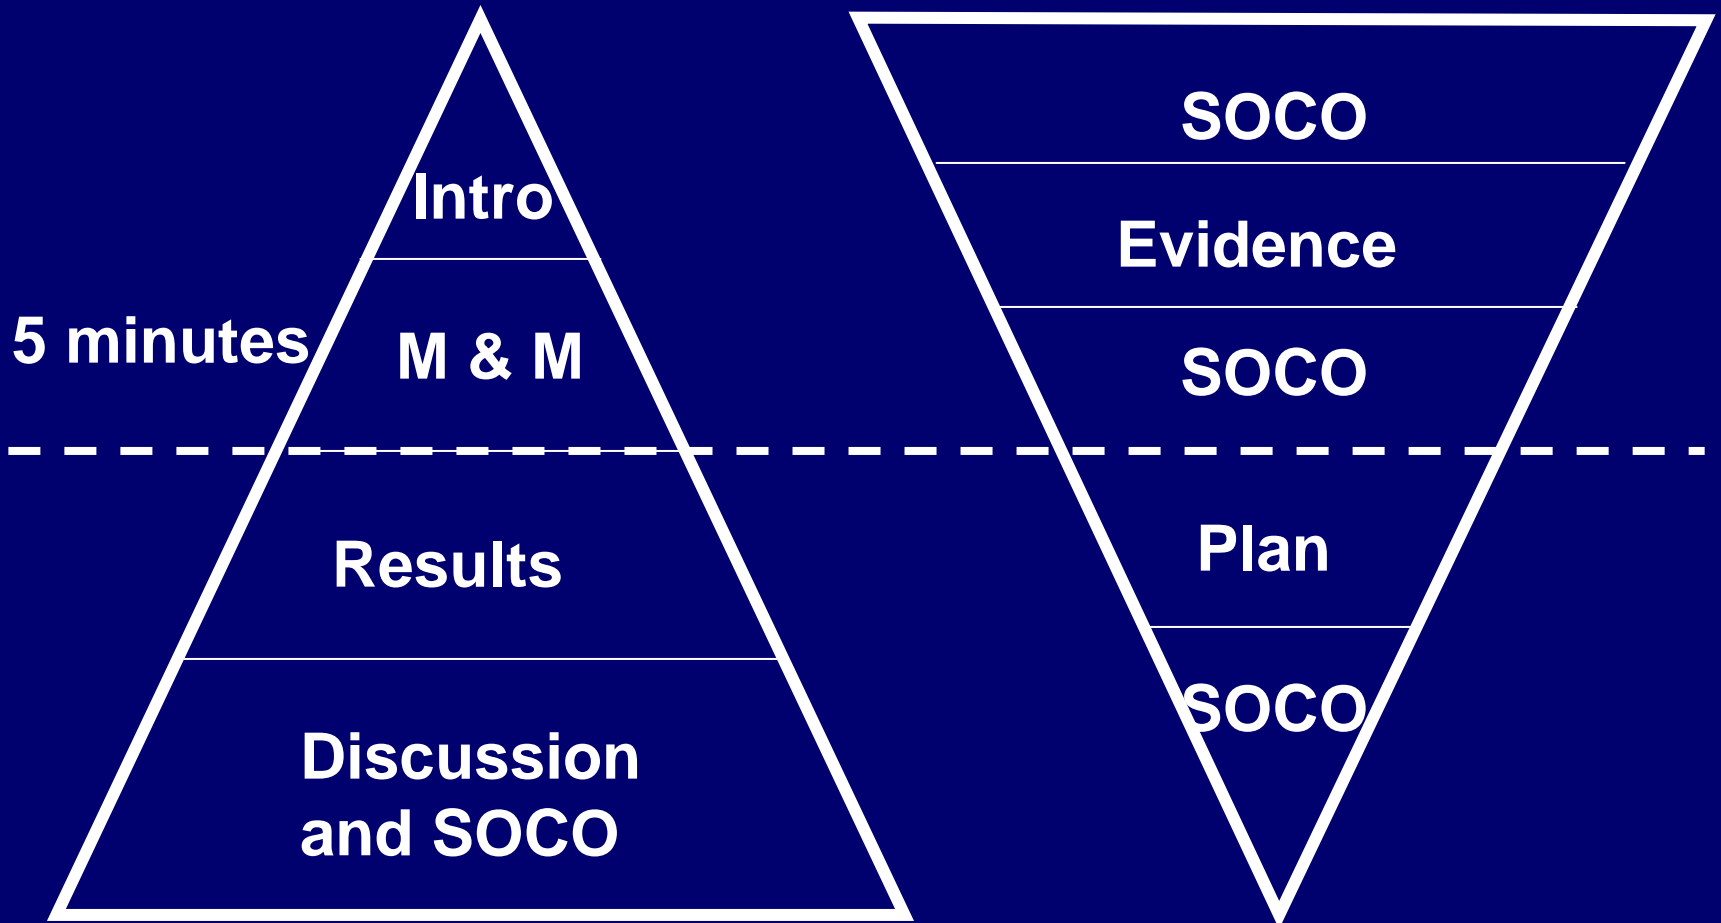 Intro
5 minutes
M & M
Results
Discussion
and SOCO
SOCO
Evidence
SOCO
Plan
SOCO